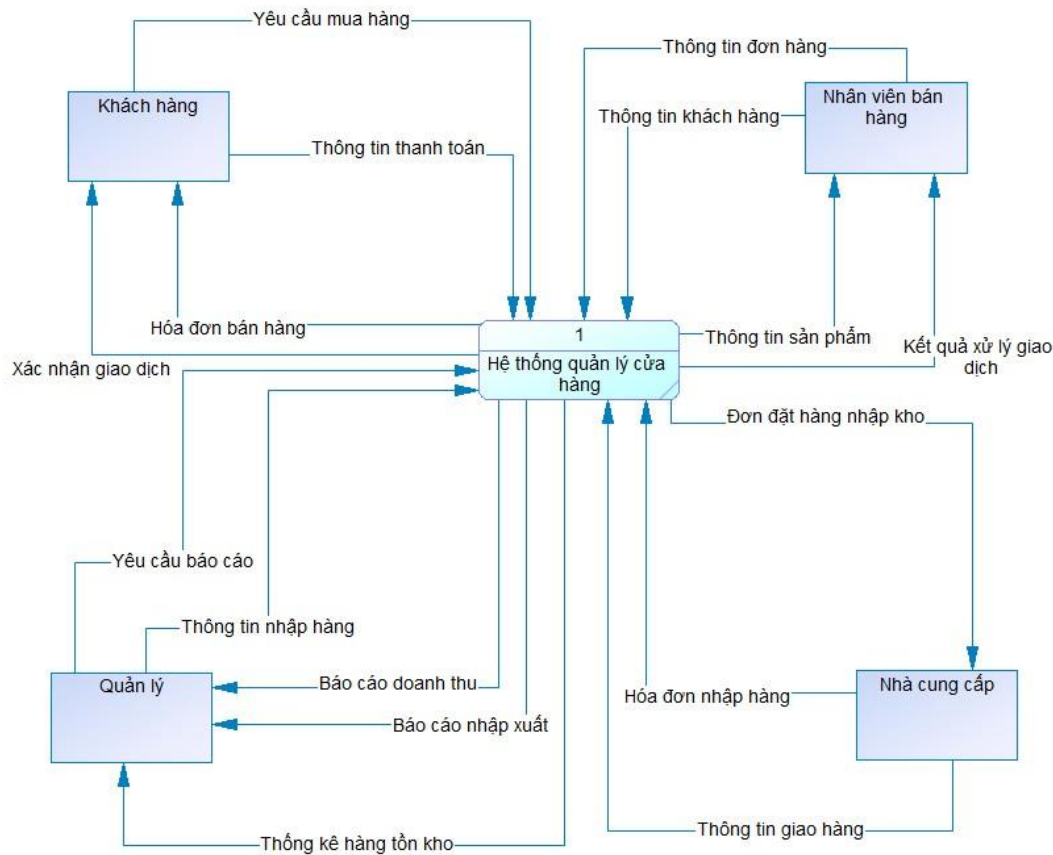 Yêu cầu mua hàng
Thông tin đơn hàng
Khách hàng
Nhân viên bán
hàng
Thông tin khách hàng
Thông tin thanh toán
Hóa đơn bán hàng
1
Thông tin sản phẩm
Kết quả xử lý giao
dịch
Xác nhận giao dịch
Hệ thống quản lý cửa
hàng
Đơn đặt hàng nhập kho
Yêu cầu báo cáo
Thông tin nhập hàng
Quản lý
Báo cáo doanh thu
Hóa đơn nhập hàng
Nhà cung cấp
Báo cáo nhập xuất
Thông tin giao hàng
Thống kê hàng tồn kho